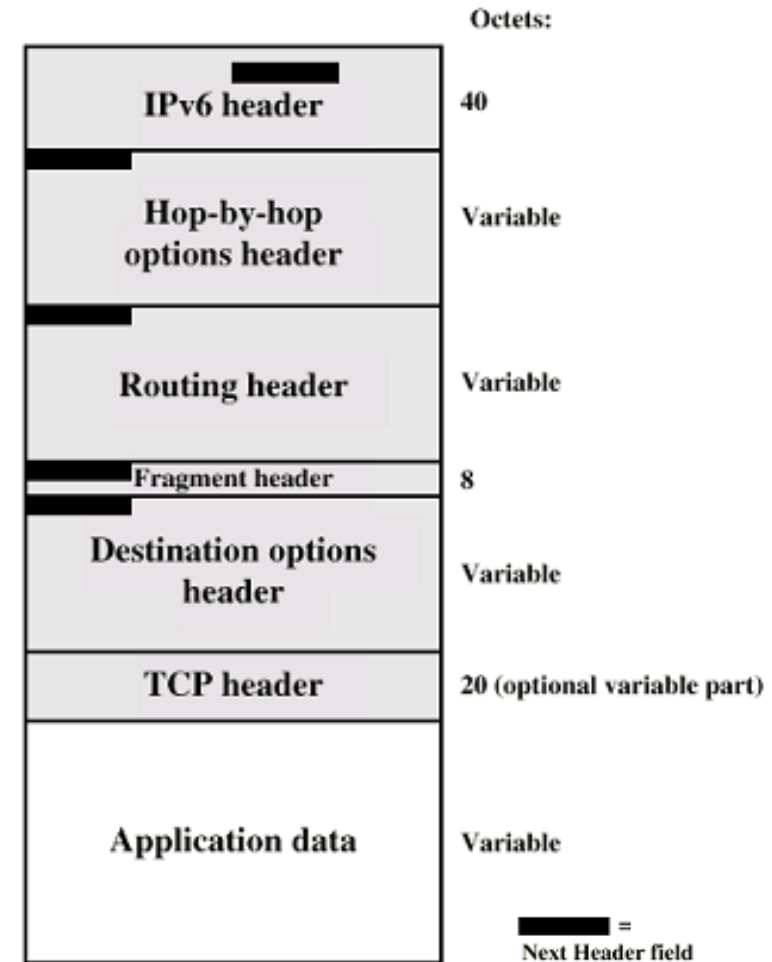 Octets:
IPv6 header
40
Hop-by-hop
options header
Variable
Routing header
Variable
Fragment header
8
Destination options
header
Variable
TCP header
20 (optional variable part)
Application data
Variable
=
Next Header field